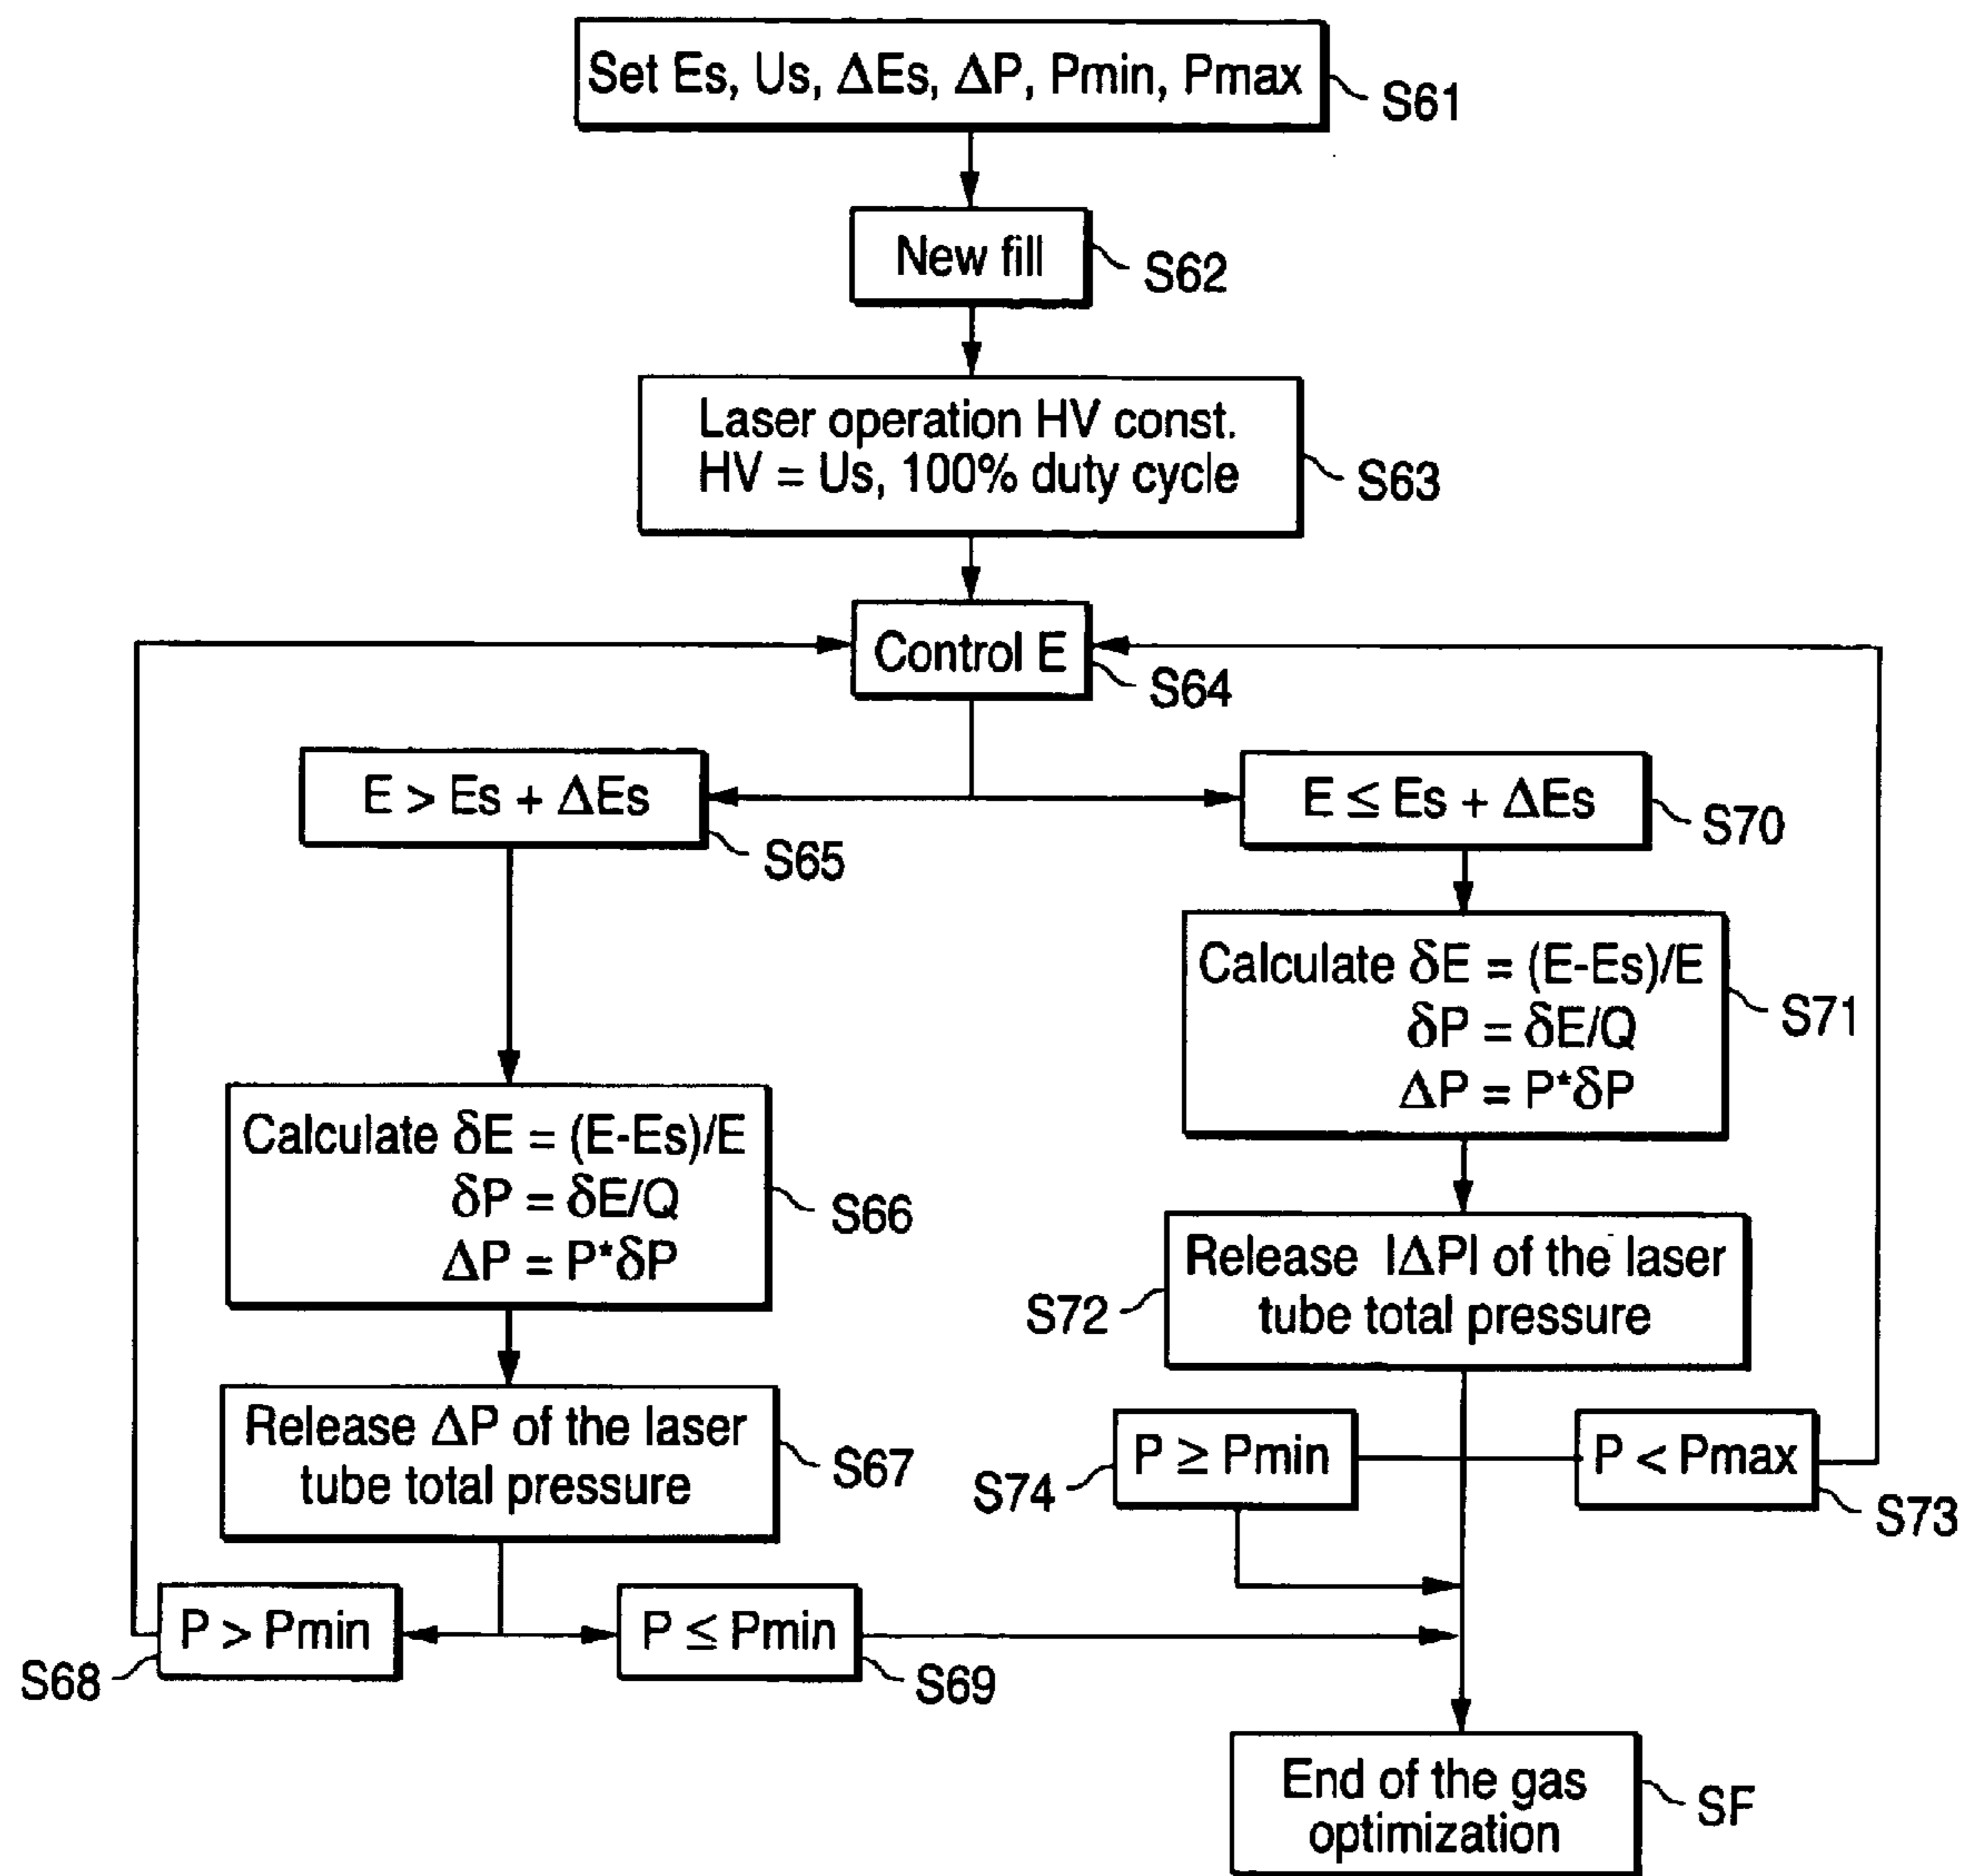 Set Es, Us, ΔEs, ΔP, Pmin, Pmax
S61
New fill
S62
Laser operation HV const.
HV = Us, 100% duty cycle
S63
Control E
S64
E > Es + ΔEs
S65
E ≤ Es + ΔEs
S70
Calculate δE = (E-Es)/E
δP = δE/Q
ΔP = P*δP
S71
Calculate δE = (E-Es)/E
δP = δE/Q
ΔP = P*δP
S66
Release |ΔP| of the laser
tube total pressure
S72
Release ΔP of the laser
tube total pressure
S67
P ≥ Pmin
S74
P < Pmax
S73
P > Pmin
S68
P ≤ Pmin
S69
End of the gas
optimization
SF